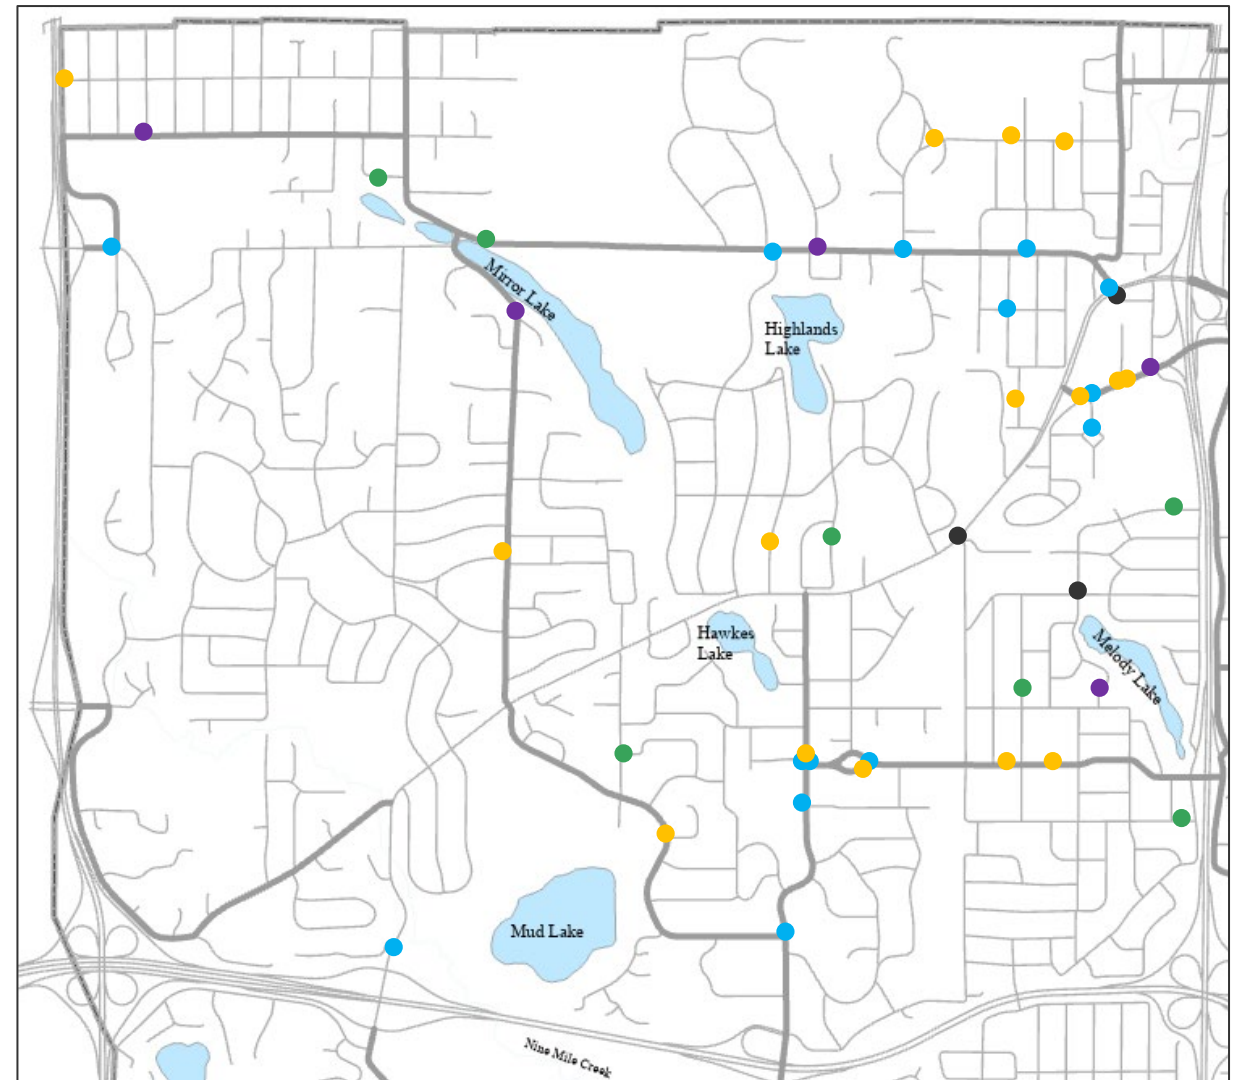 Mirror Lake
Highlands
Lake
Hawkes
Lake
Melody Lake
Mud Lake
Nine Mile Creek